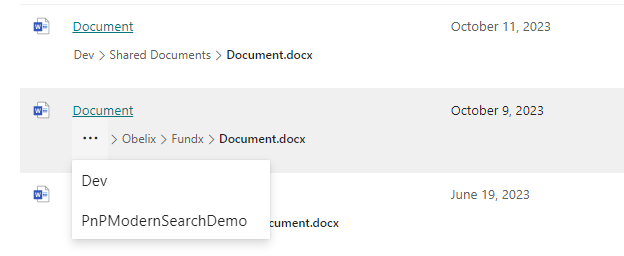 Document
October 11, 2023
Dev > Shared Documents > Document.docx
Document
October 9, 2023
... > Obelix > Fundx > Document.docx
Dev
June 19, 2023
PnPModernSearchDemo
cument.docx